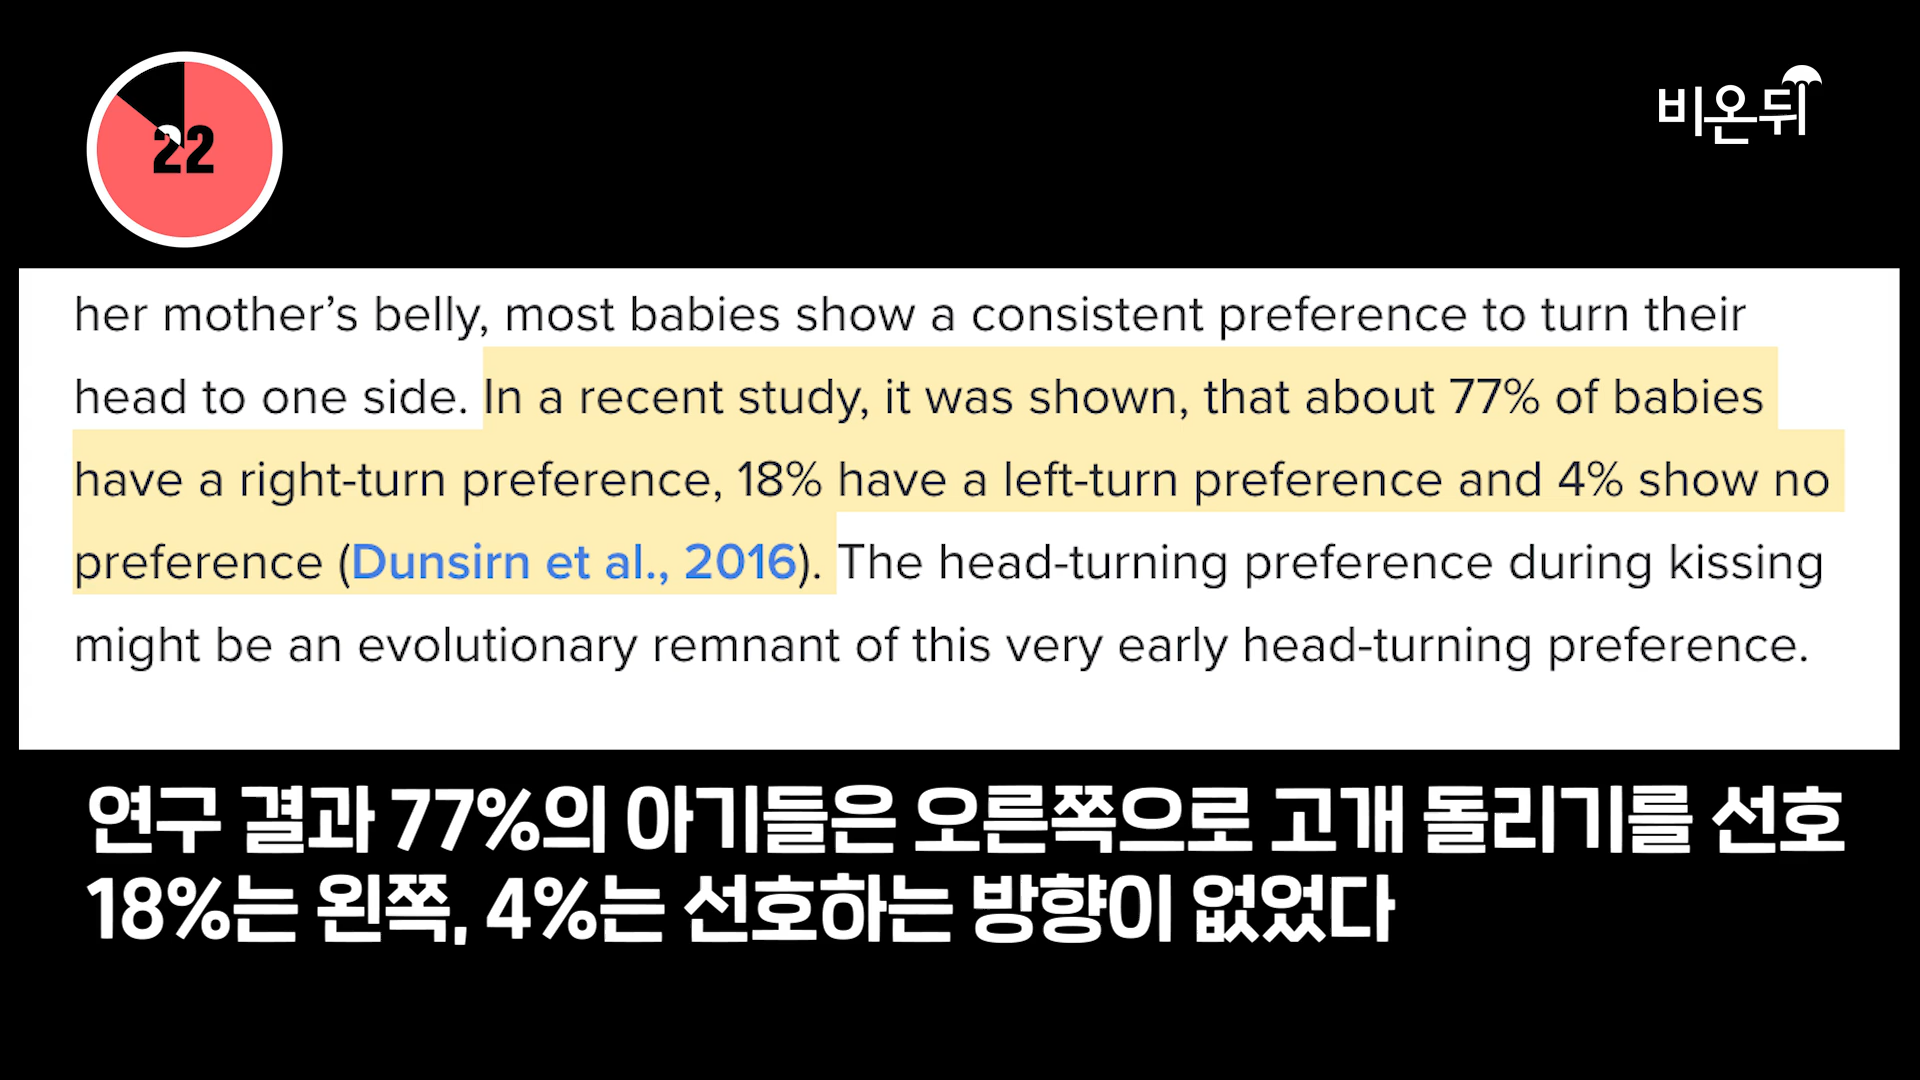 22
비온뒤
her mother’s belly, most babies show a consistent preference to turn their
head to one side. In a recent study, it was shown, that about 77% of babies
have a right-turn preference, 18% have a left-turn preference and 4% show no
preference (Dunsirn et al., 2016). The head-turning preference during kissing
might be an evolutionary remnant of this very early head-turning preference.
연구 결과 77%의 아기들은 오른쪽으로 고개 돌리기를 선호
18%는 왼쪽, 4%는 선호하는 방향이 없었다